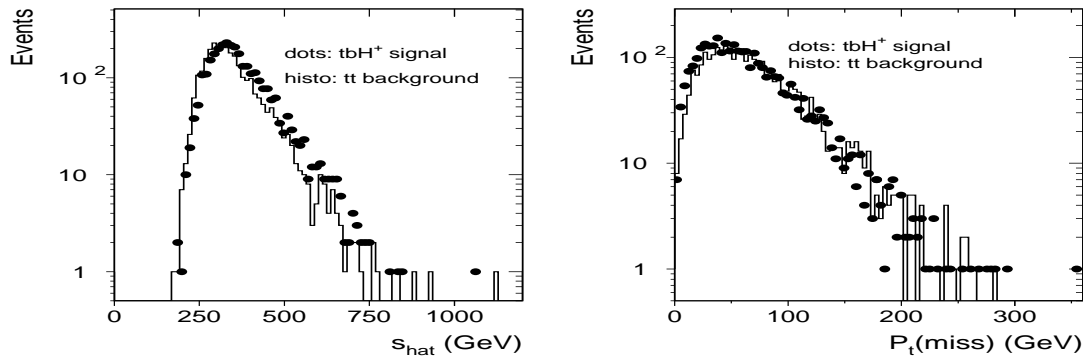 Events
dots: tbH⁺ signal
histo: tt background
10²
10
1
0 250 500 750 1000
s_hat (GeV)
Events
dots: tbH⁺ signal
histo: tt background
10²
10
1
0 100 200 300
P_t(miss) (GeV)